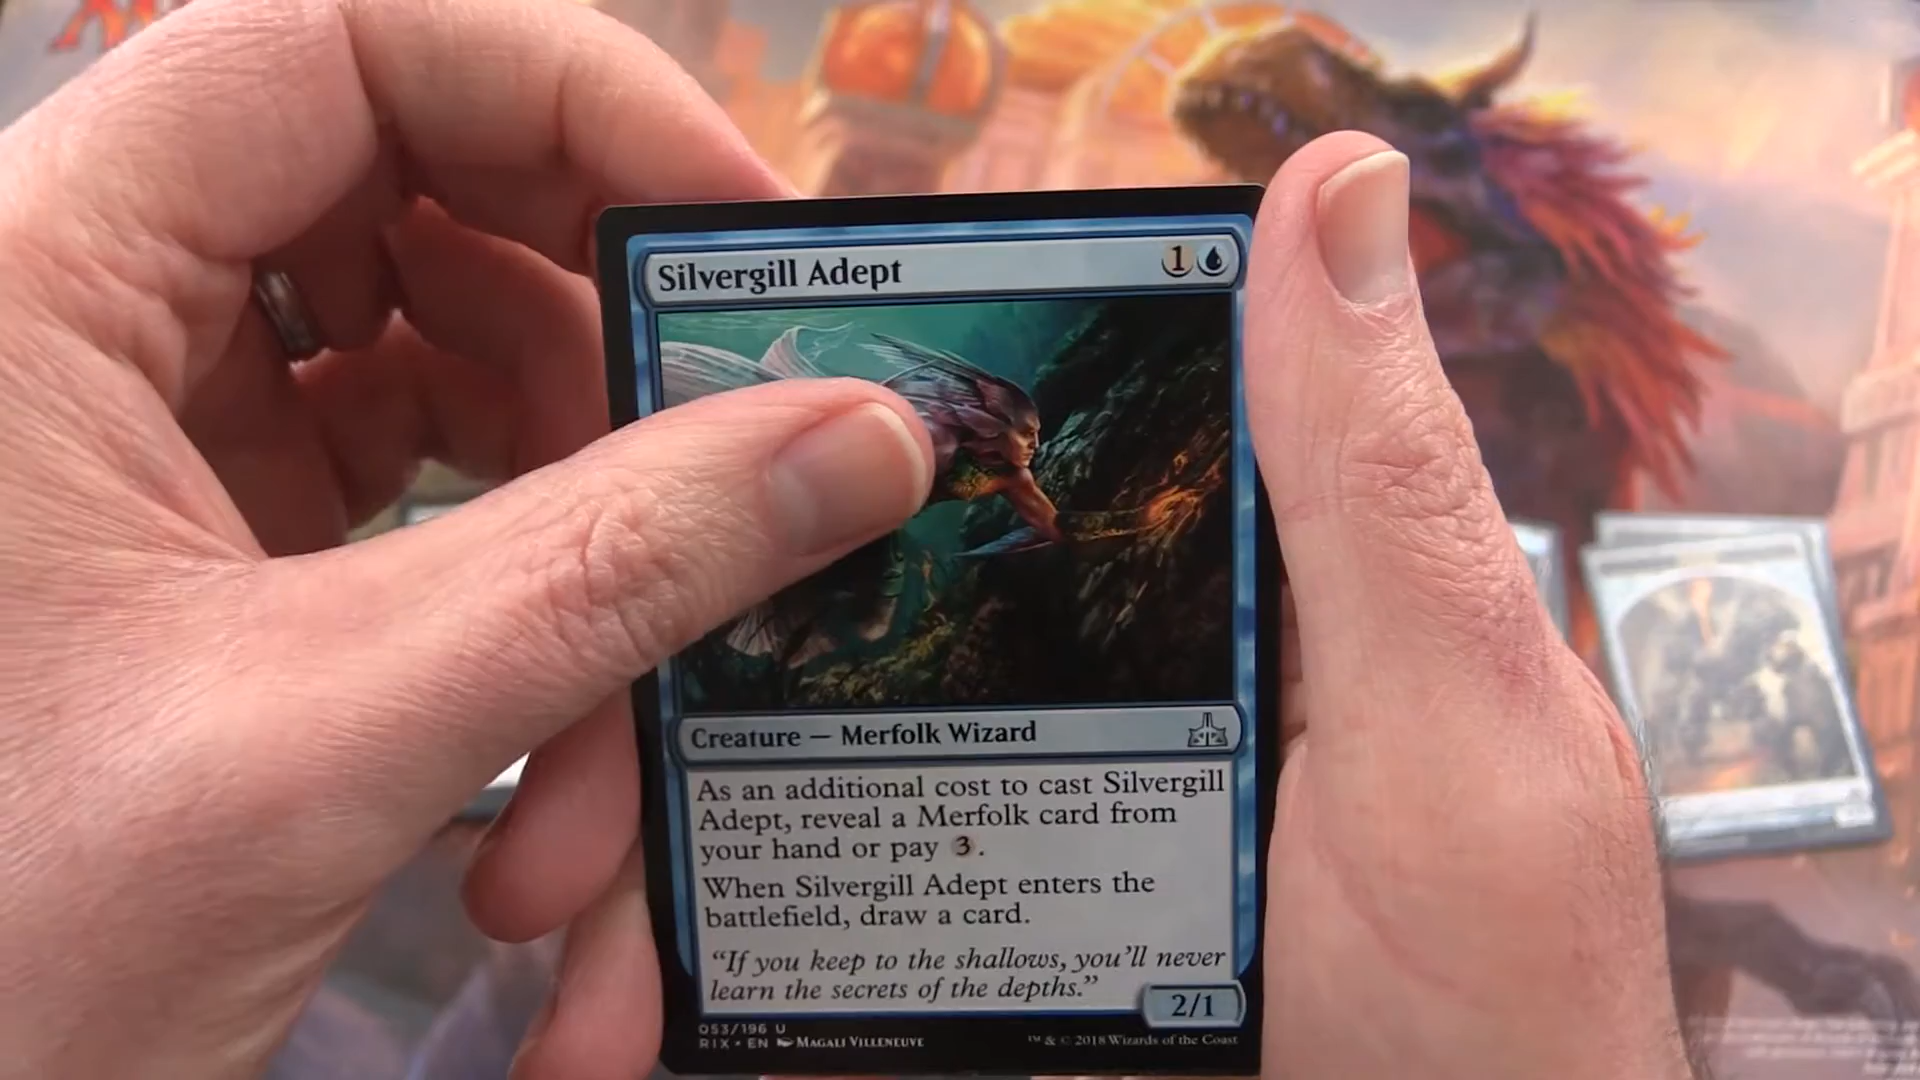 Silvergill Adept 1
Creature — Merfolk Wizard
As an additional cost to cast Silvergill
Adept, reveal a Merfolk card from
your hand or pay 3.
When Silvergill Adept enters the
battlefield, draw a card.
“If you keep to the shallows, you’ll never
learn the secrets of the depths.”
2/1
053/196 U
RIX • EN MAGALI VILLENEUVE
™ & © 2018 Wizards of the Coast